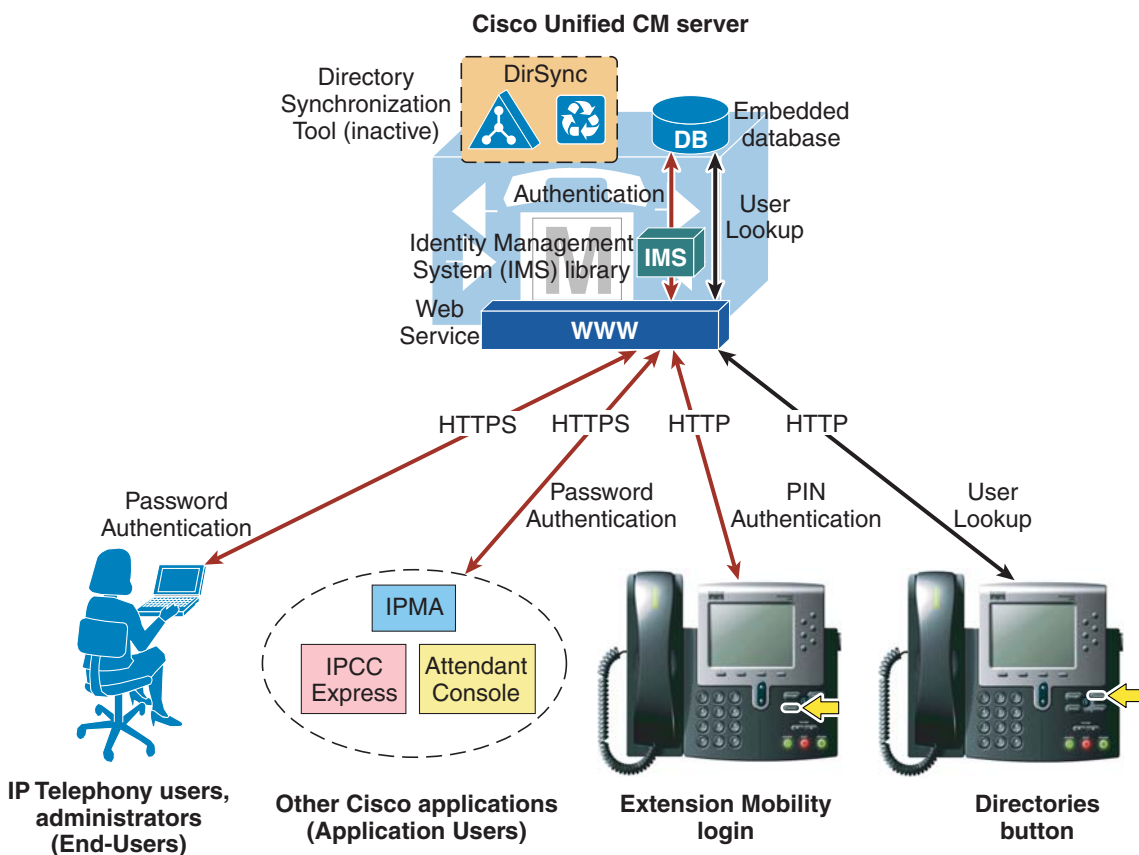 Cisco Unified CM server
Directory
Synchronization
Tool (inactive)
DirSync
DB
Embedded
database
Authentication
User
Lookup
Identity Management
System (IMS) library
IMS
M
Web
Service
WWW
HTTPS
HTTPS
HTTP
HTTP
Password
Authentication
Password
Authentication
PIN
Authentication
User
Lookup
IPMA
IPCC
Express
Attendant
Console
IP Telephony users,
administrators
(End-Users)
Other Cisco applications
(Application Users)
Extension Mobility
login
Directories
button